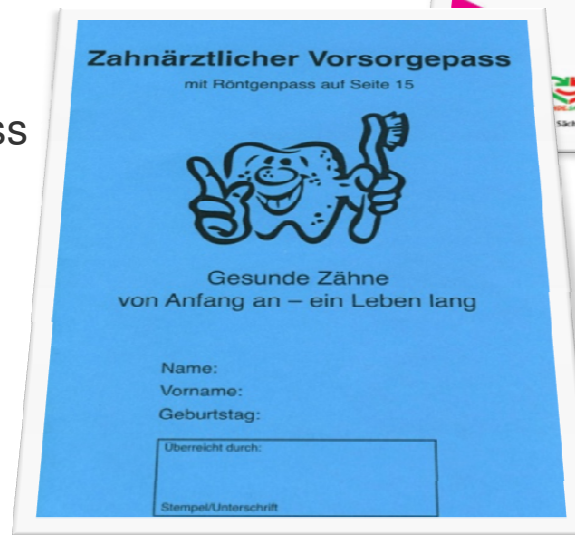 ss
Zahnärztlicher Vorsorgepass
mit Röntgenpass auf Seite 15
Gesunde Zähne
von Anfang an – ein Leben lang
Name:
Vorname:
Geburtstag:
Überreicht durch:
Stempel/Unterschrift